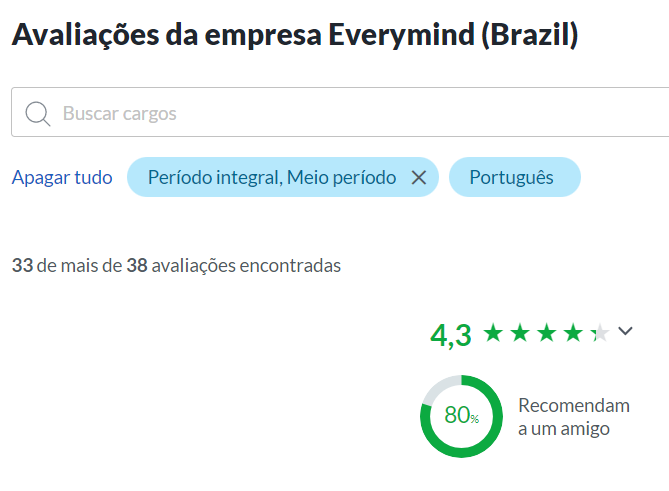 Avaliações da empresa Everymind (Brazil)
Buscar cargos
Apagar tudo Período integral, Meio período Português
33 de mais de 38 avaliações encontradas
4,3
80% Recomendam
a um amigo